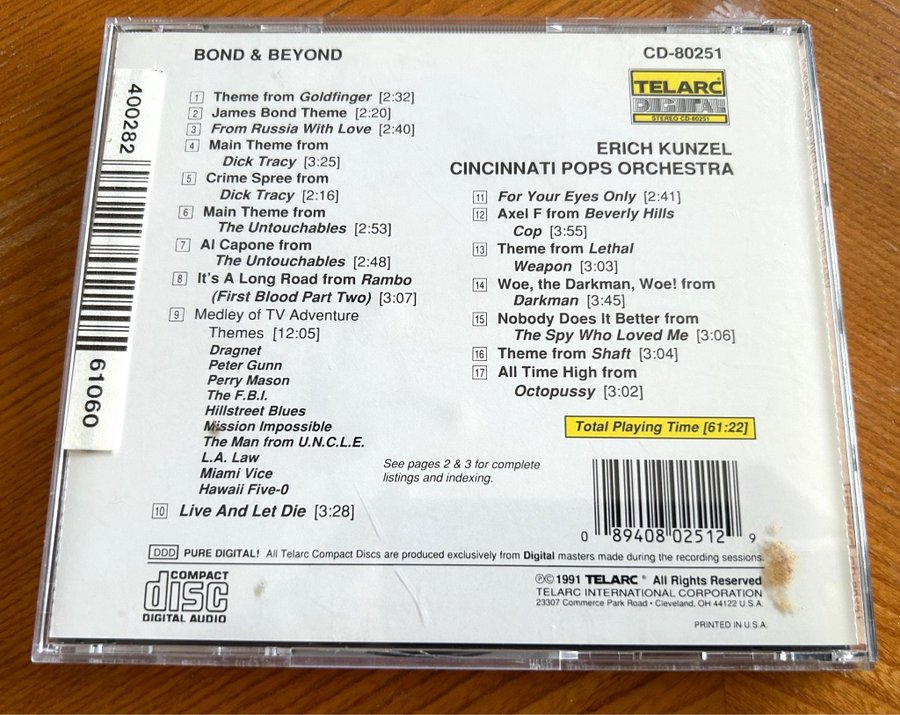 BOND & BEYOND
CD-80251
TELARC®
DIGITAL
STEREO CD-80251
ERICH KUNZEL
CINCINNATI POPS ORCHESTRA
1 Theme from Goldfinger [2:32]
2 James Bond Theme [2:20]
3 From Russia With Love [2:40]
4 Main Theme from
Dick Tracy [3:25]
5 Crime Spree from
Dick Tracy [2:16]
6 Main Theme from
The Untouchables [2:53]
7 Al Capone from
The Untouchables [2:48]
8 It's A Long Road from Rambo
(First Blood Part Two) [3:07]
9 Medley of TV Adventure
Themes [12:05]
Dragnet
Peter Gunn
Perry Mason
The F.B.I.
Hillstreet Blues
Mission Impossible
The Man from U.N.C.L.E.
L.A. Law
Miami Vice
Hawaii Five-0
10 Live And Let Die [3:28]
11 For Your Eyes Only [2:41]
12 Axel F from Beverly Hills
Cop [3:55]
13 Theme from Lethal
Weapon [3:03]
14 Woe, the Darkman, Woe! from
Darkman [3:45]
15 Nobody Does It Better from
The Spy Who Loved Me [3:06]
16 Theme from Shaft [3:04]
17 All Time High from
Octopussy [3:02]
Total Playing Time [61:22]
See pages 2 & 3 for complete
listings and indexing.
0 89408 02512 9
DDD PURE DIGITAL! All Telarc Compact Discs are produced exclusively from Digital masters made during the recording sessions.
COMPACT
disc
DIGITAL AUDIO
℗©1991 TELARC® All Rights Reserved
TELARC INTERNATIONAL CORPORATION
23307 Commerce Park Road • Cleveland, OH 44122 U.S.A.
PRINTED IN U.S.A.
400282
61060